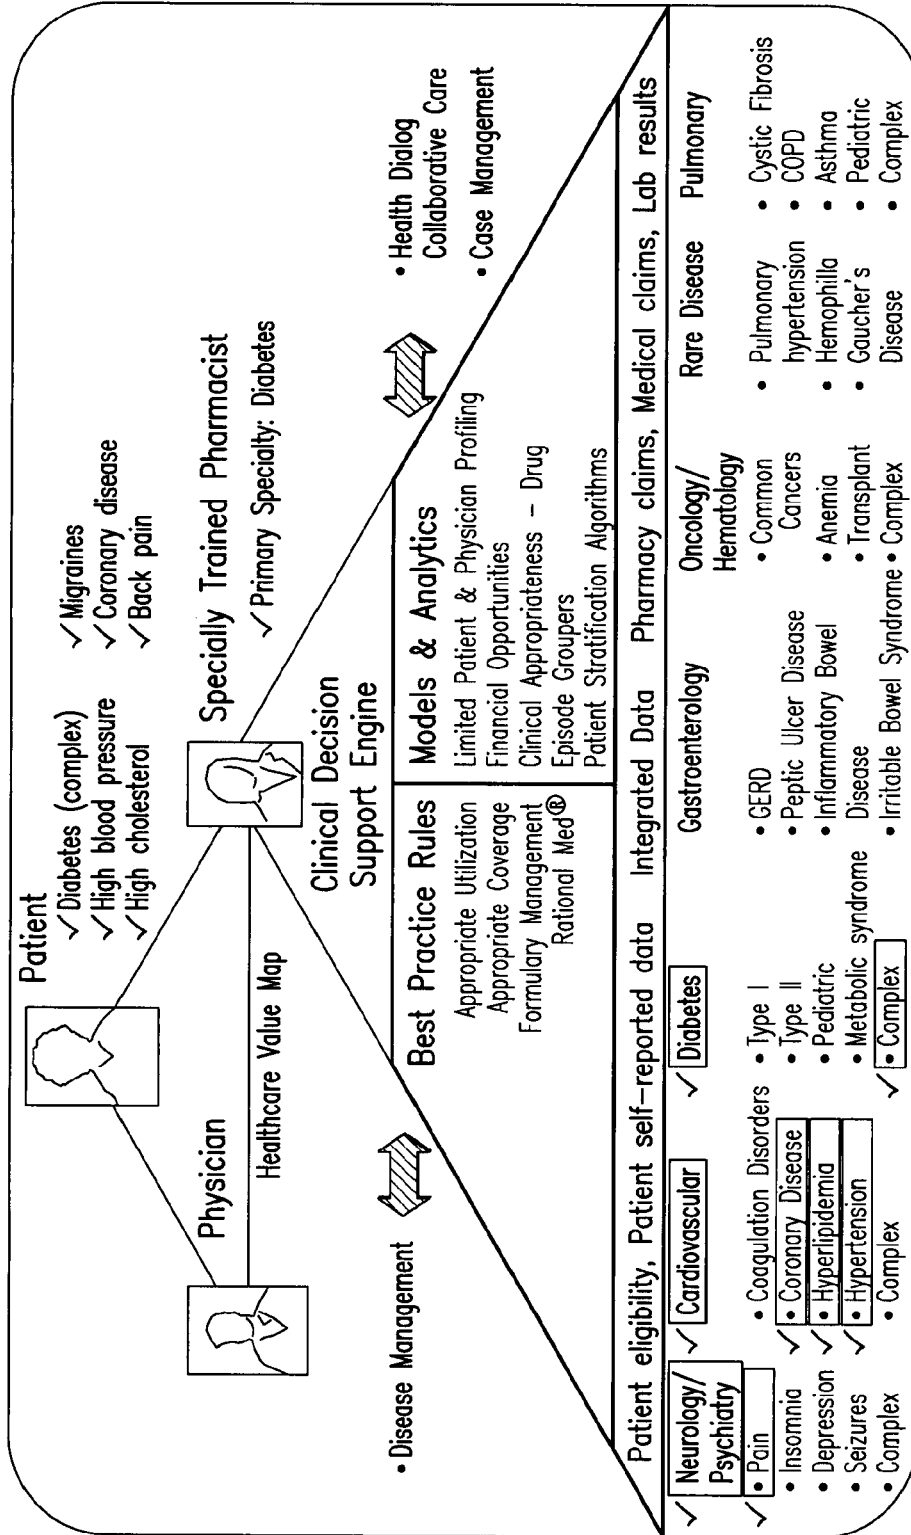 Patient
✓ Diabetes (complex)
✓ High blood pressure
✓ High cholesterol
✓ Migraines
✓ Coronary disease
✓ Back pain
Physician
Healthcare Value Map
Specially Trained Pharmacist
✓ Primary Specialty: Diabetes
Clinical Decision
Support Engine
• Disease Management
• Health Dialog
Collaborative Care
• Case Management
Best Practice Rules
Appropriate Utilization
Appropriate Coverage
Formulary Management
Rational Med®
Models & Analytics
Limited Patient & Physician Profiling
Financial Opportunities
Clinical Appropriateness – Drug
Episode Groupers
Patient Stratification Algorithms
Patient eligibility, Patient self-reported data Integrated Data Pharmacy claims, Medical claims, Lab results
✓ Neurology/
Psychiatry
✓ • Pain
• Insomnia
• Depression
• Seizures
• Complex
✓ Cardiovascular
• Coagulation Disorders
✓ • Coronary Disease
✓ • Hyperlipidemia
✓ • Hypertension
• Complex
✓ Diabetes
• Type I
• Type II
• Pediatric
• Metabolic syndrome
✓ • Complex
Gastroenterology
• GERD
• Peptic Ulcer Disease
• Inflammatory Bowel
Disease
• Irritable Bowel Syndrome
Oncology/
Hematology
• Common
Cancers
• Anemia
• Transplant
• Complex
Rare Disease
• Pulmonary
hypertension
• Hemophilla
• Gaucher's
Disease
Pulmonary
• Cystic Fibrosis
• COPD
• Asthma
• Pediatric
• Complex